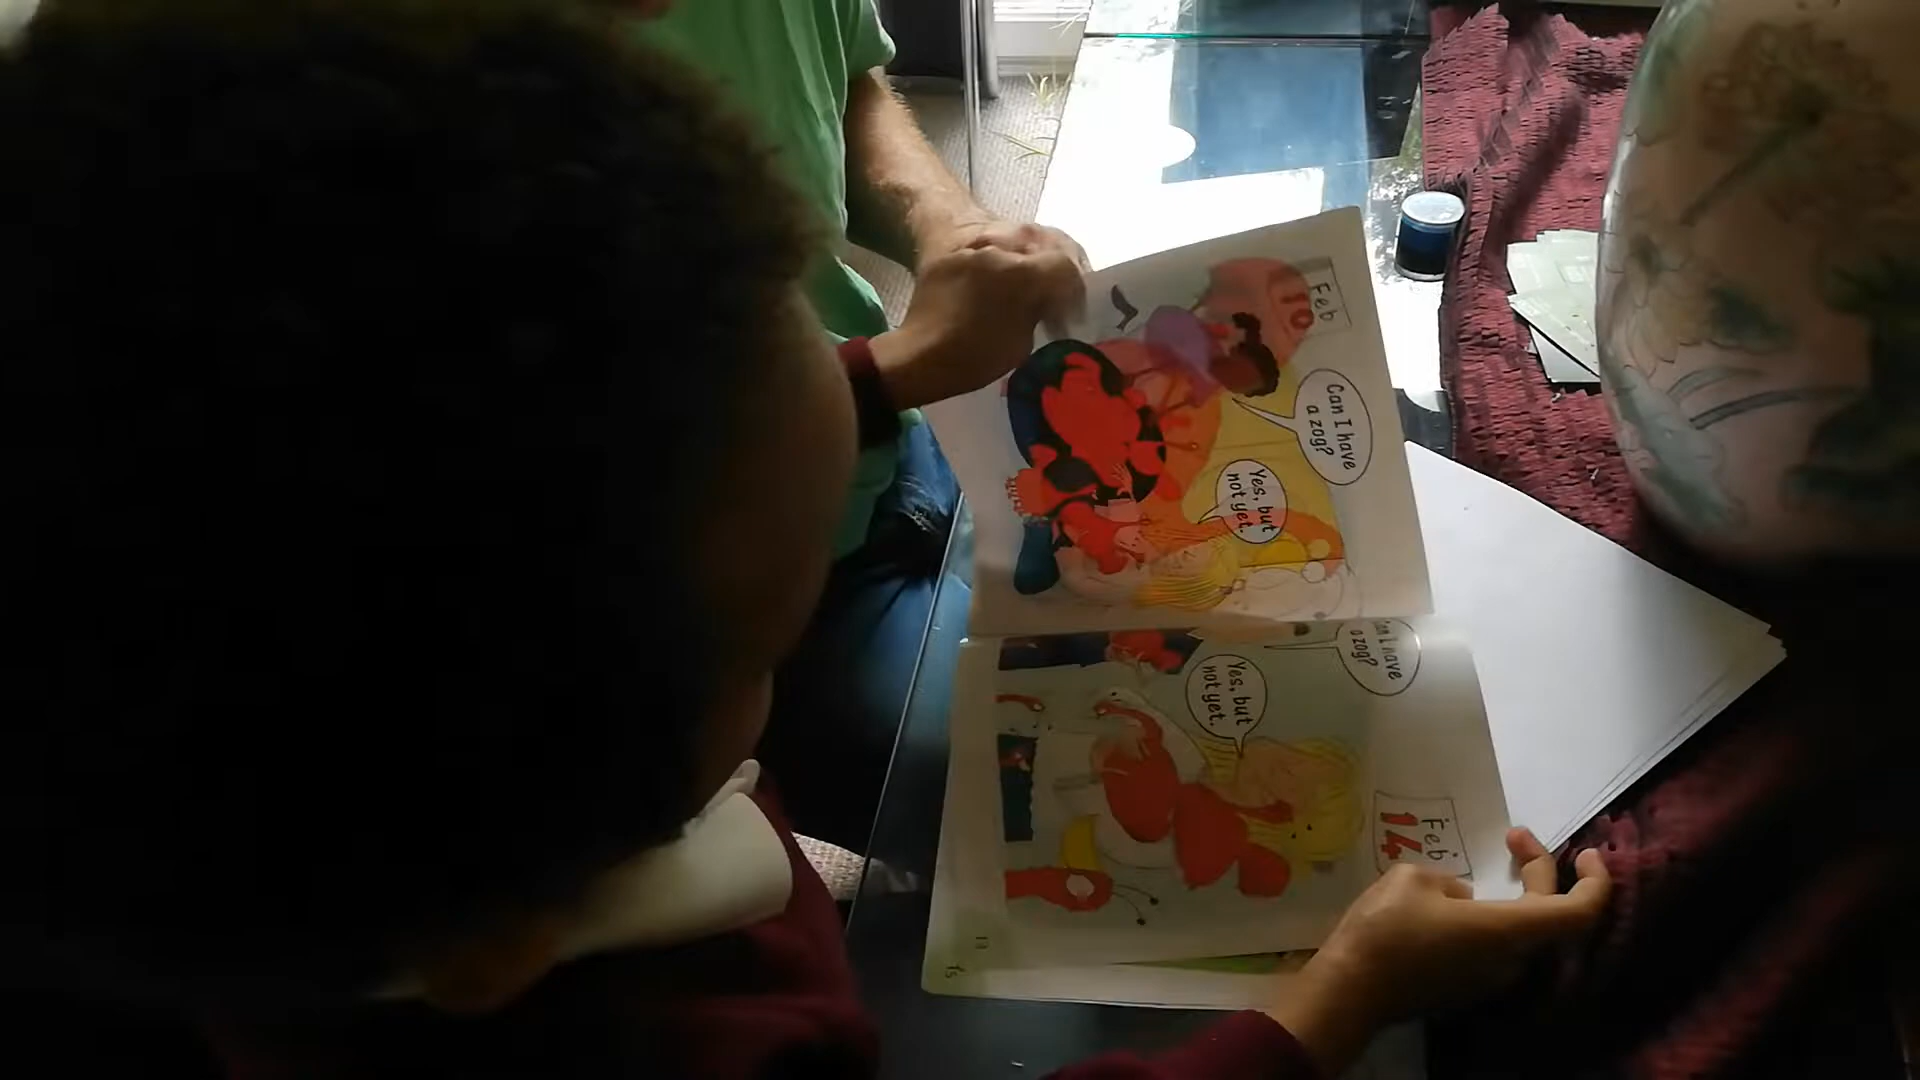 Feb
10
Can I have
a zog?
Yes, but
not yet.
Can I have
a zog?
Yes, but
not yet.
Feb
14